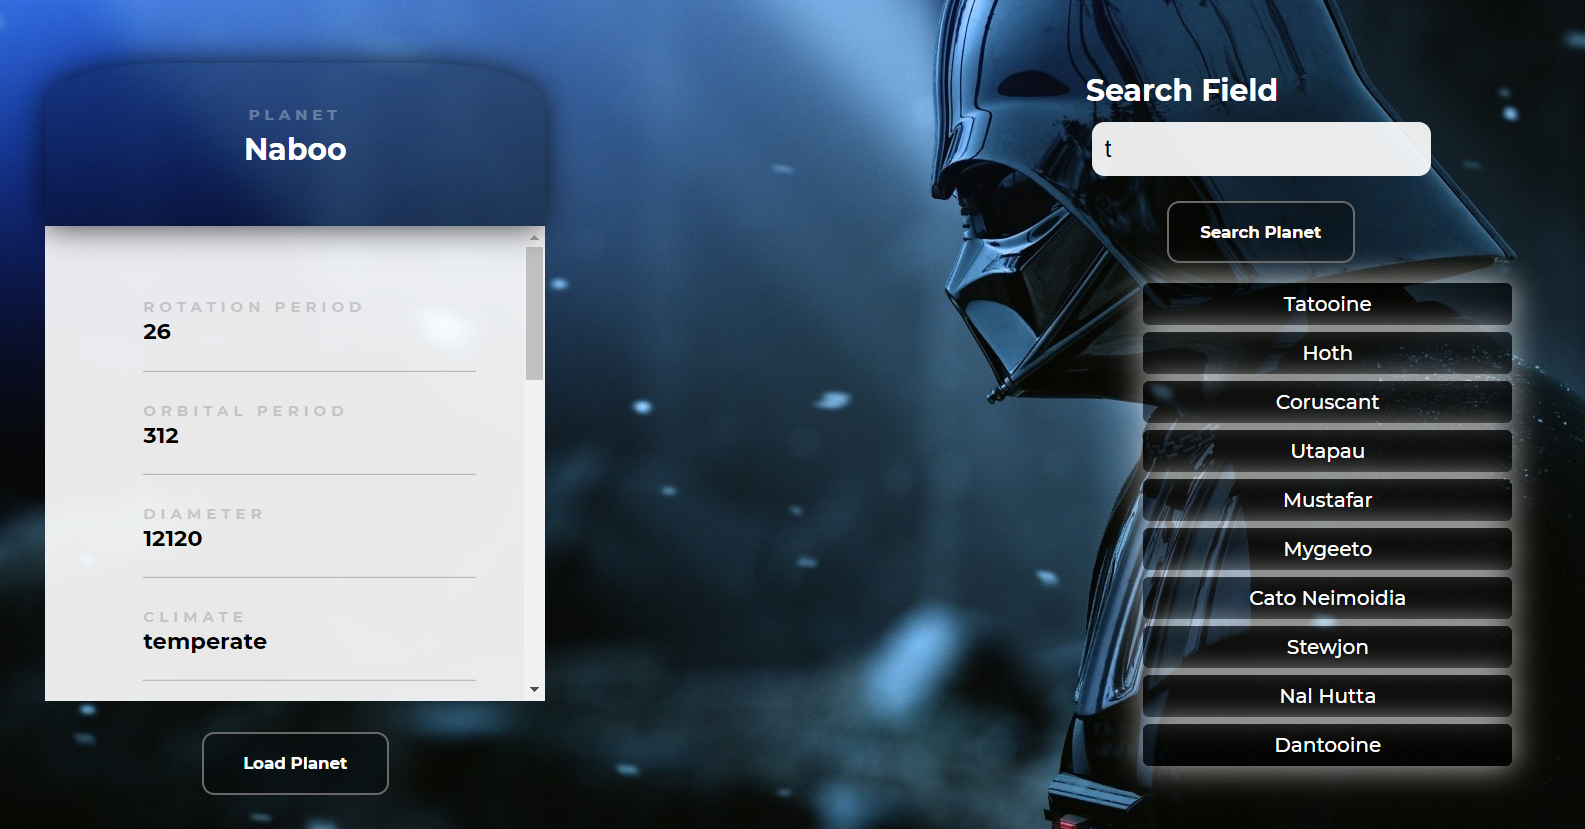 PLANET
Naboo
ROTATION PERIOD
26
ORBITAL PERIOD
312
DIAMETER
12120
CLIMATE
temperate
Load Planet
Search Field
t
Search Planet
Tatooine
Hoth
Coruscant
Utapau
Mustafar
Mygeeto
Cato Neimoidia
Stewjon
Nal Hutta
Dantooine